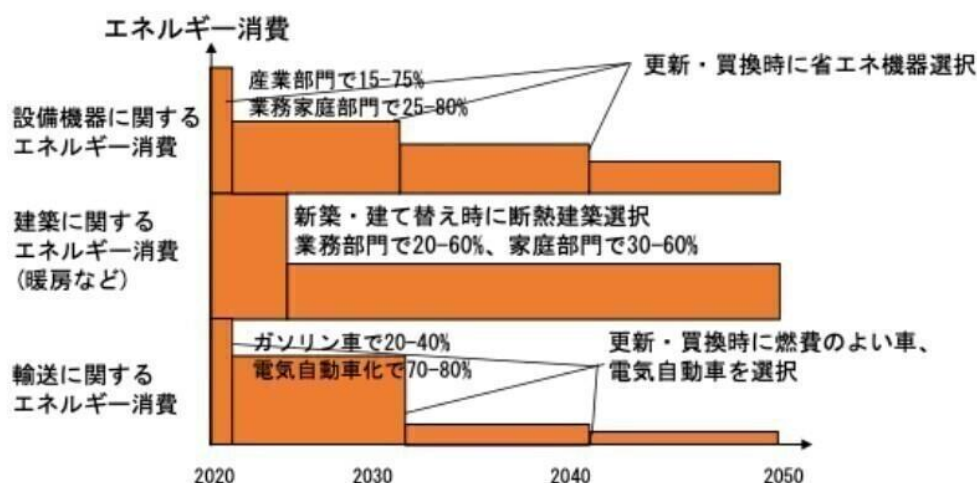 エネルギー消費
産業部門で15-75%
業務家庭部門で25-80%
更新・買換時に省エネ機器選択
設備機器に関する
エネルギー消費
建築に関する
エネルギー消費
(暖房など)
新築・建て替え時に断熱建築選択
業務部門で20-60%、家庭部門で30-60%
ガソリン車で20-40%
電気自動車化で70-80%
更新・買換時に燃費のよい車、
電気自動車を選択
輸送に関する
エネルギー消費
2020 2030 2040 2050